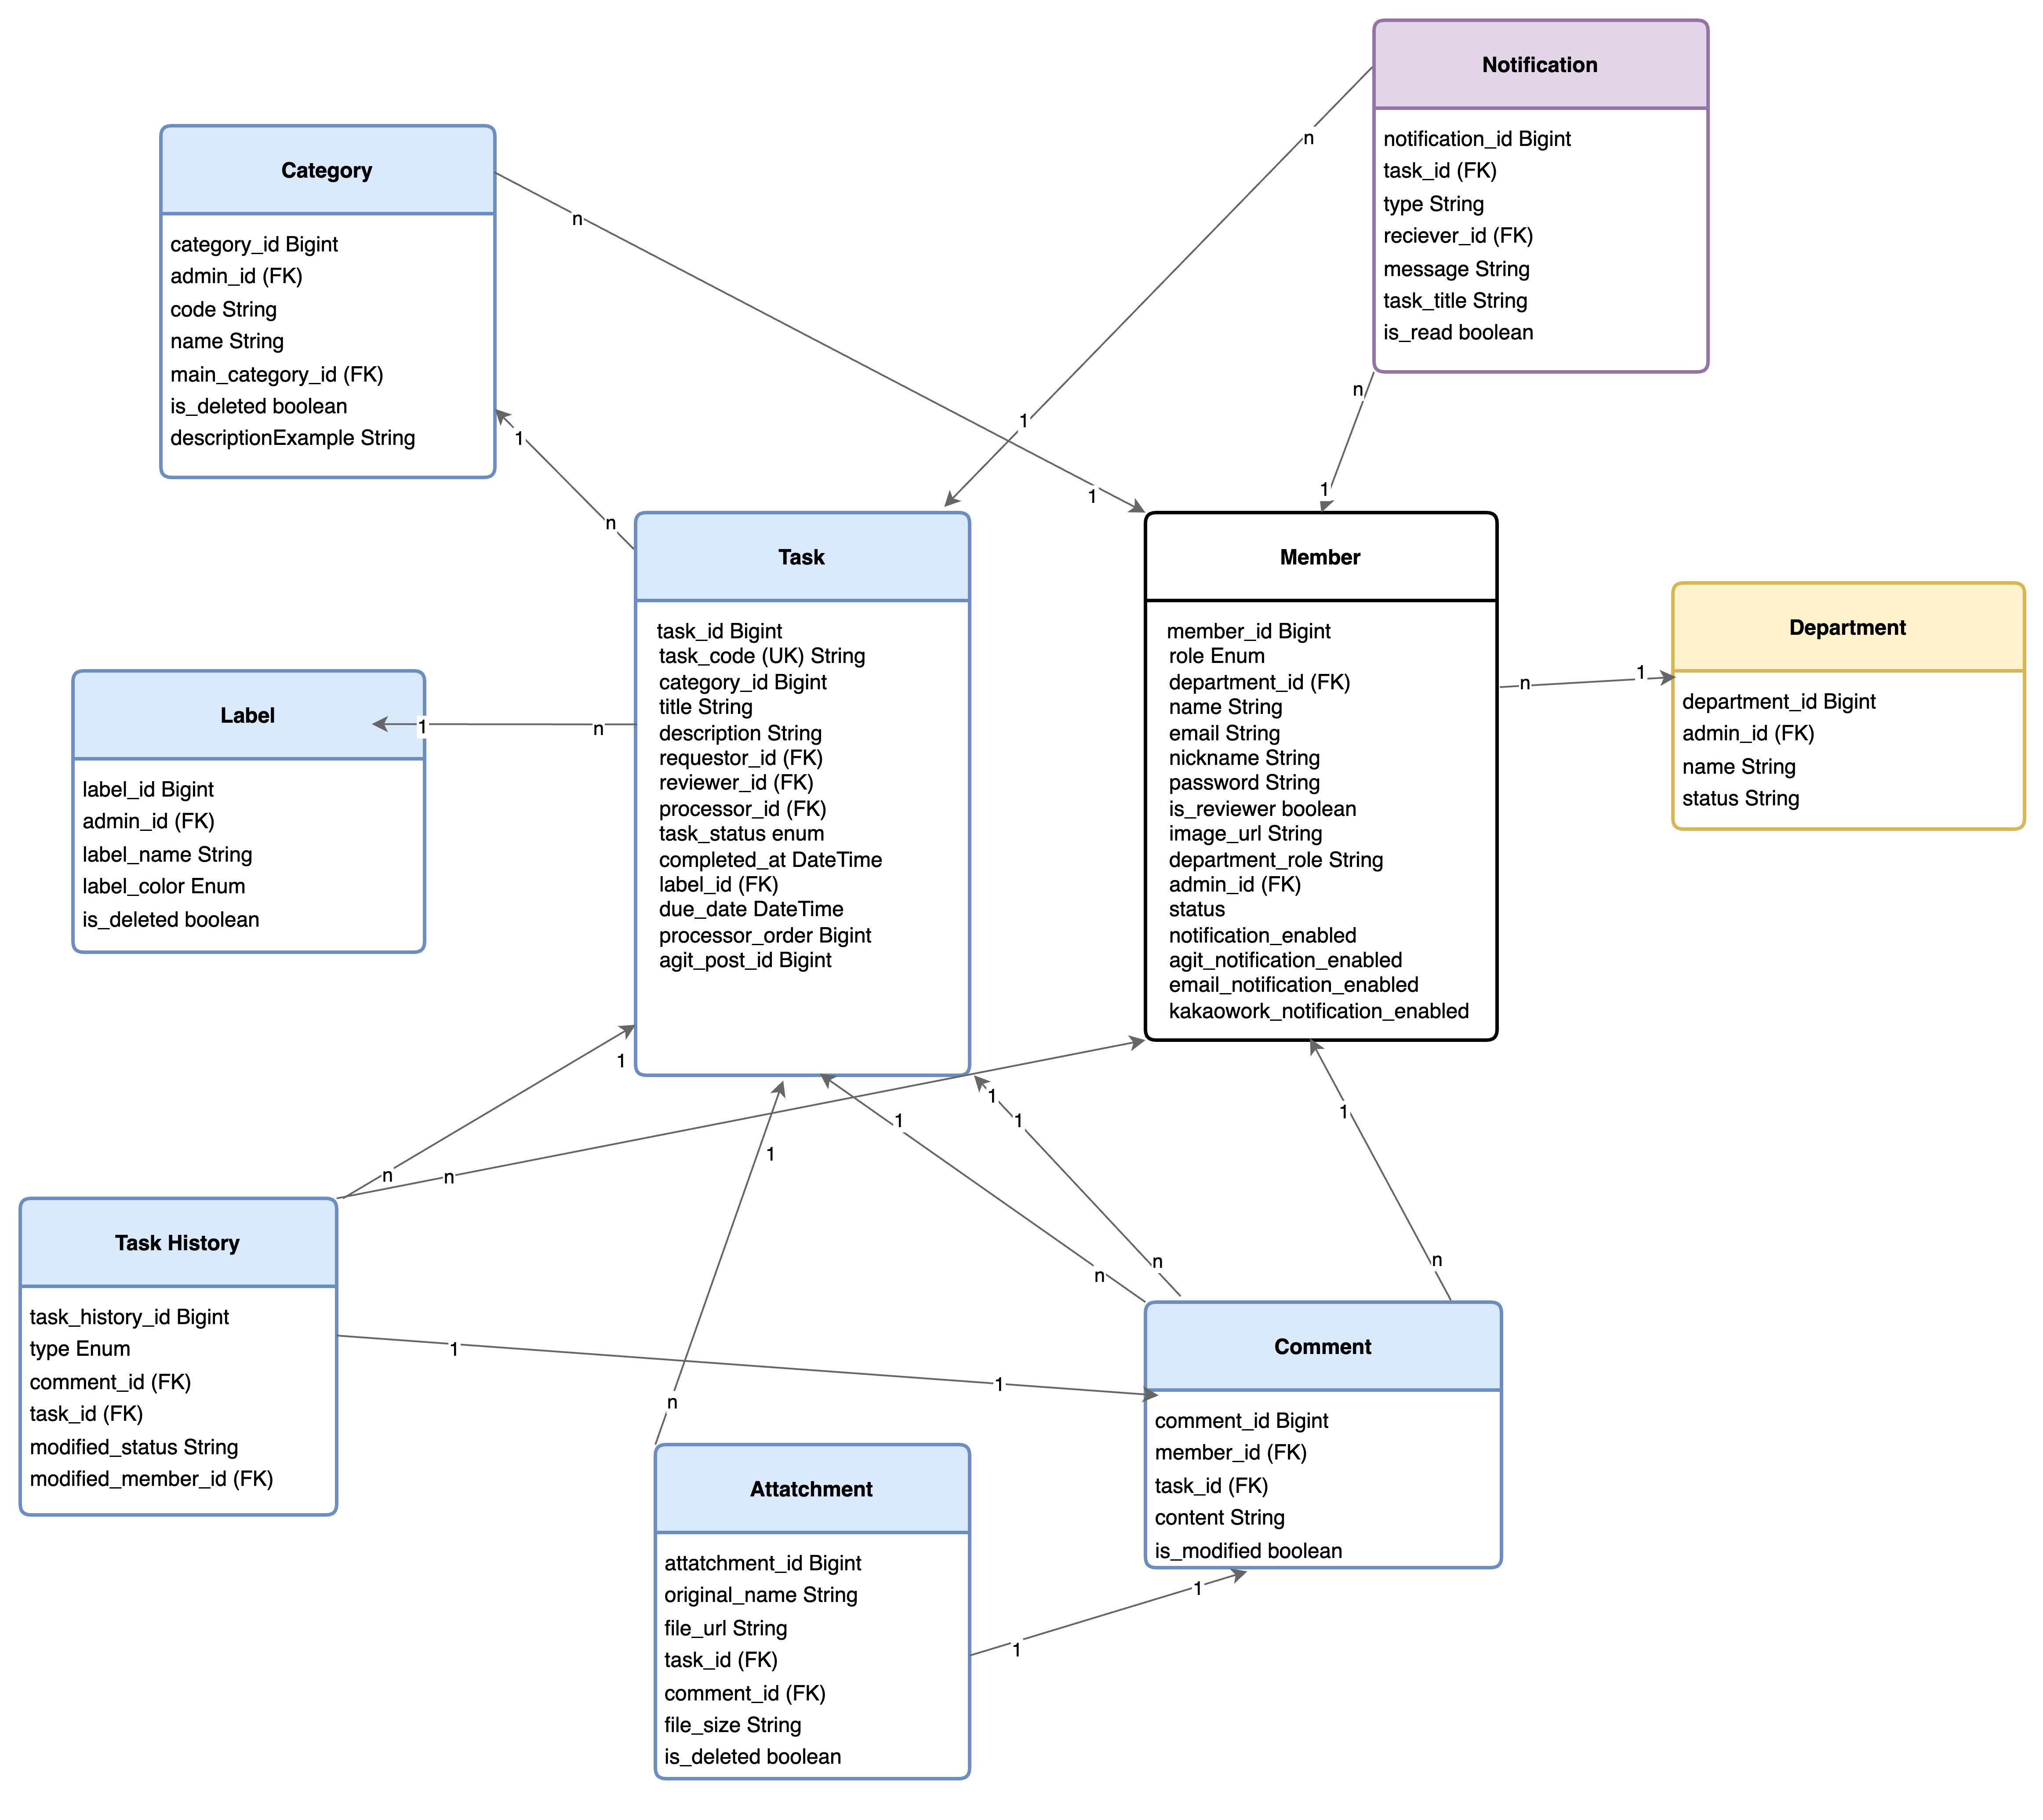 Notification
notification_id Bigint
task_id (FK)
type String
reciever_id (FK)
message String
task_title String
is_read boolean
n
1
n
1
Category
category_id Bigint
admin_id (FK)
code String
name String
main_category_id (FK)
is_deleted boolean
descriptionExample String
n
1
1
n
Task
task_id Bigint
task_code (UK) String
category_id Bigint
title String
description String
requestor_id (FK)
reviewer_id (FK)
processor_id (FK)
task_status enum
completed_at DateTime
label_id (FK)
due_date DateTime
processor_order Bigint
agit_post_id Bigint
Member
member_id Bigint
role Enum
department_id (FK)
name String
email String
nickname String
password String
is_reviewer boolean
image_url String
department_role String
admin_id (FK)
status
notification_enabled
agit_notification_enabled
email_notification_enabled
kakaowork_notification_enabled
n
1
Department
department_id Bigint
admin_id (FK)
name String
status String
Label
label_id Bigint
admin_id (FK)
label_name String
label_color Enum
is_deleted boolean
1
n
1
n
n
1
n
1
n
1
1
n
1
n
Task History
task_history_id Bigint
type Enum
comment_id (FK)
task_id (FK)
modified_status String
modified_member_id (FK)
1
1
Attatchment
attatchment_id Bigint
original_name String
file_url String
task_id (FK)
comment_id (FK)
file_size String
is_deleted boolean
Comment
comment_id Bigint
member_id (FK)
task_id (FK)
content String
is_modified boolean
1
1